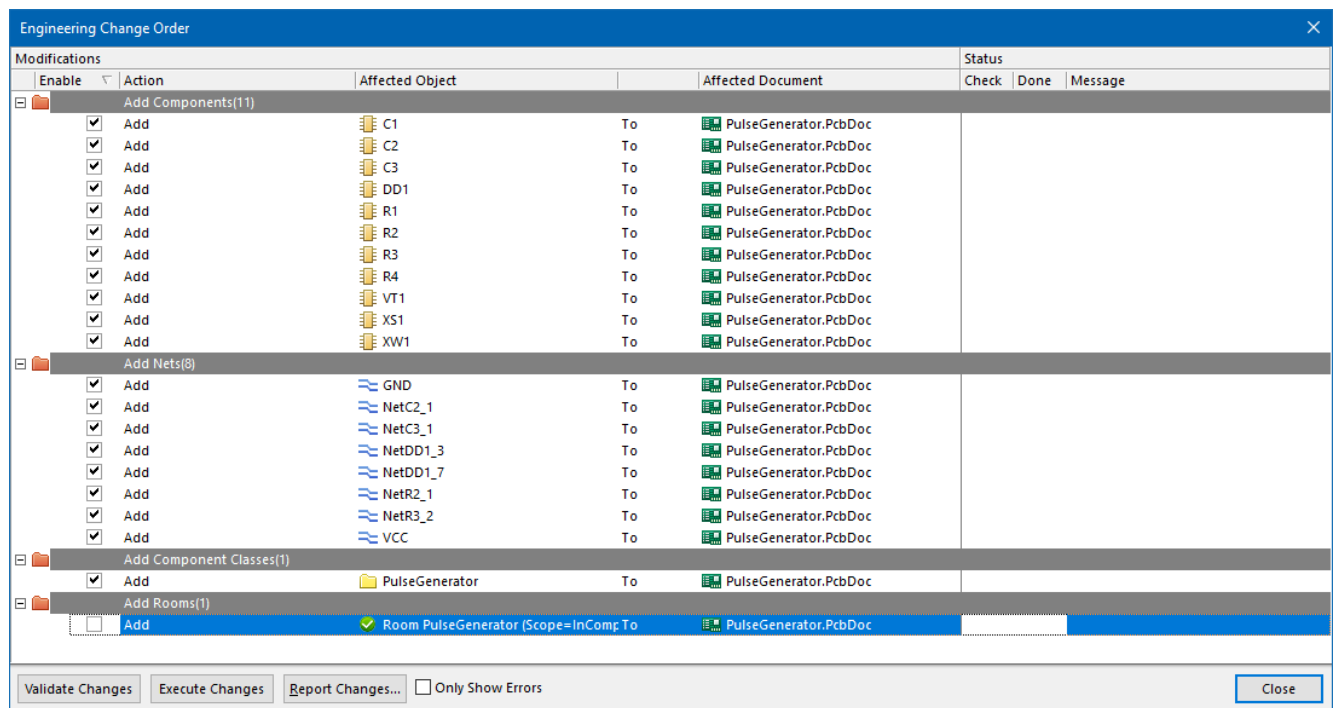 Engineering Change Order
Modifications Status
Enable Action Affected Object Affected Document Check Done Message
Add Components(11)
Add C1 To PulseGenerator.PcbDoc
Add C2 To PulseGenerator.PcbDoc
Add C3 To PulseGenerator.PcbDoc
Add DD1 To PulseGenerator.PcbDoc
Add R1 To PulseGenerator.PcbDoc
Add R2 To PulseGenerator.PcbDoc
Add R3 To PulseGenerator.PcbDoc
Add R4 To PulseGenerator.PcbDoc
Add VT1 To PulseGenerator.PcbDoc
Add XS1 To PulseGenerator.PcbDoc
Add XW1 To PulseGenerator.PcbDoc
Add Nets(8)
Add GND To PulseGenerator.PcbDoc
Add NetC2_1 To PulseGenerator.PcbDoc
Add NetC3_1 To PulseGenerator.PcbDoc
Add NetDD1_3 To PulseGenerator.PcbDoc
Add NetDD1_7 To PulseGenerator.PcbDoc
Add NetR2_1 To PulseGenerator.PcbDoc
Add NetR3_2 To PulseGenerator.PcbDoc
Add VCC To PulseGenerator.PcbDoc
Add Component Classes(1)
Add PulseGenerator To PulseGenerator.PcbDoc
Add Rooms(1)
Add Room PulseGenerator (Scope=InComp To PulseGenerator.PcbDoc
Validate Changes Execute Changes Report Changes... Only Show Errors Close